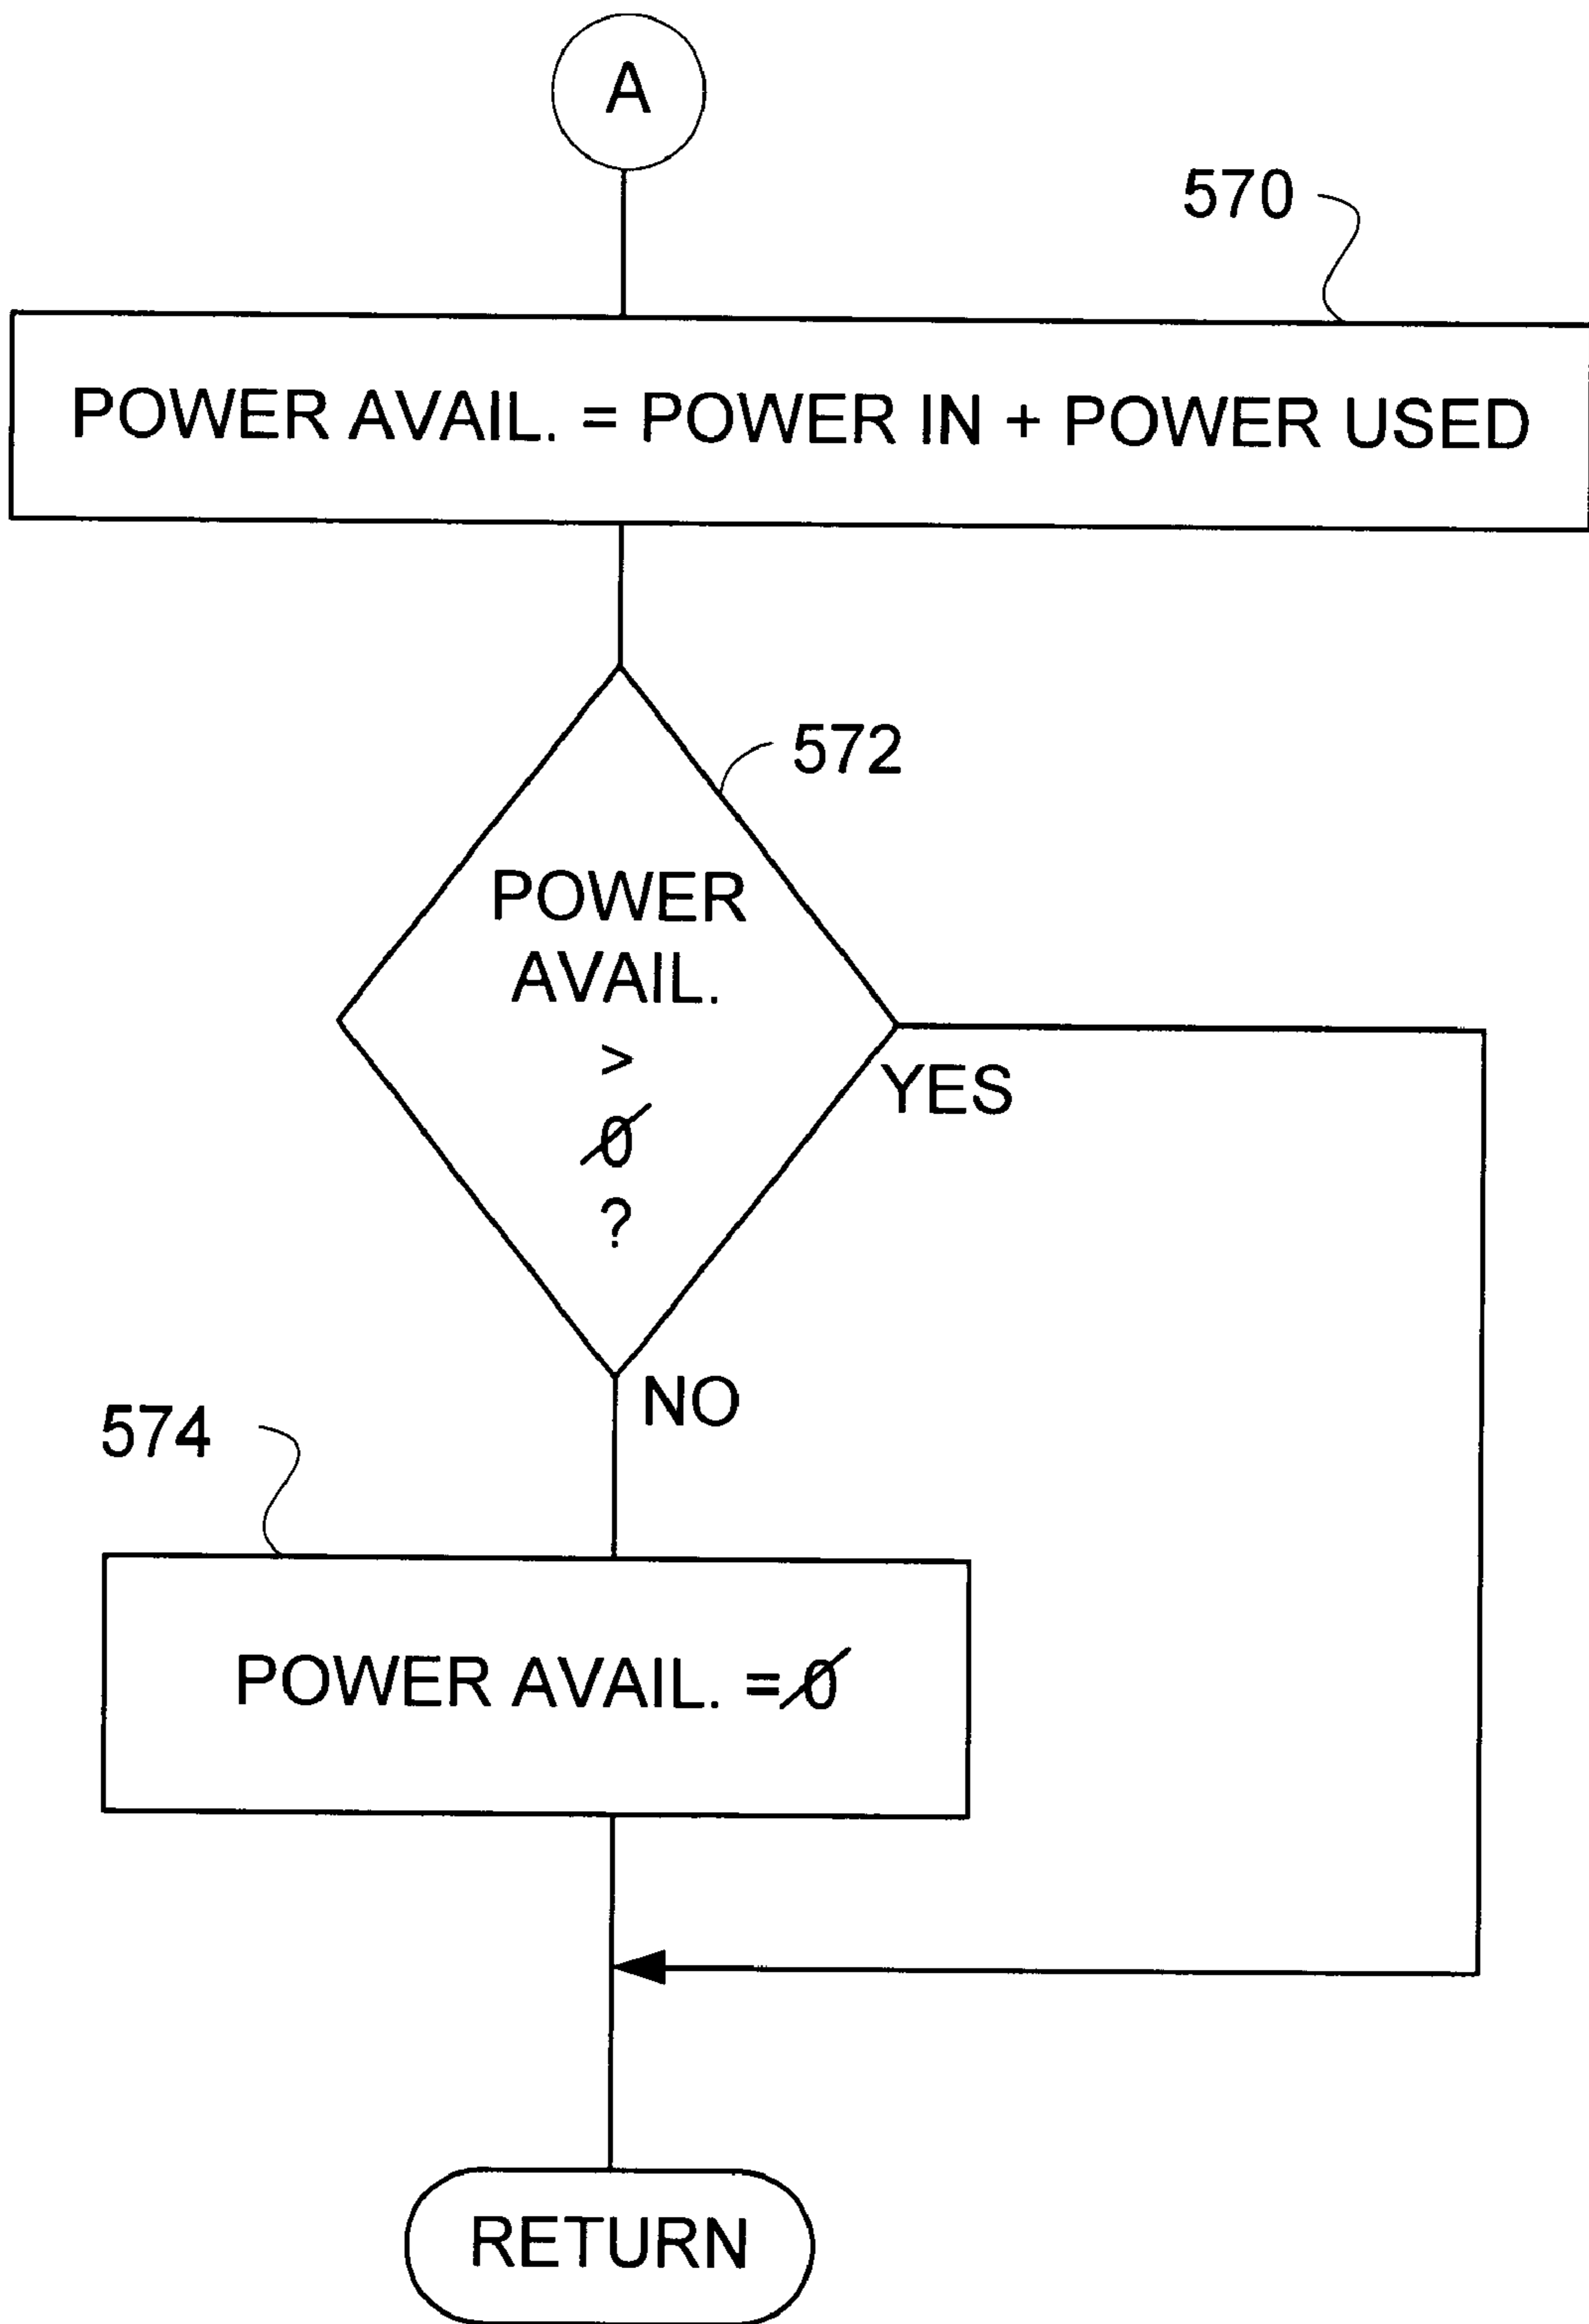 A
570
POWER AVAIL. = POWER IN + POWER USED
572
POWER
AVAIL.
>
0̸
?
YES
NO
574
POWER AVAIL. = 0̸
RETURN